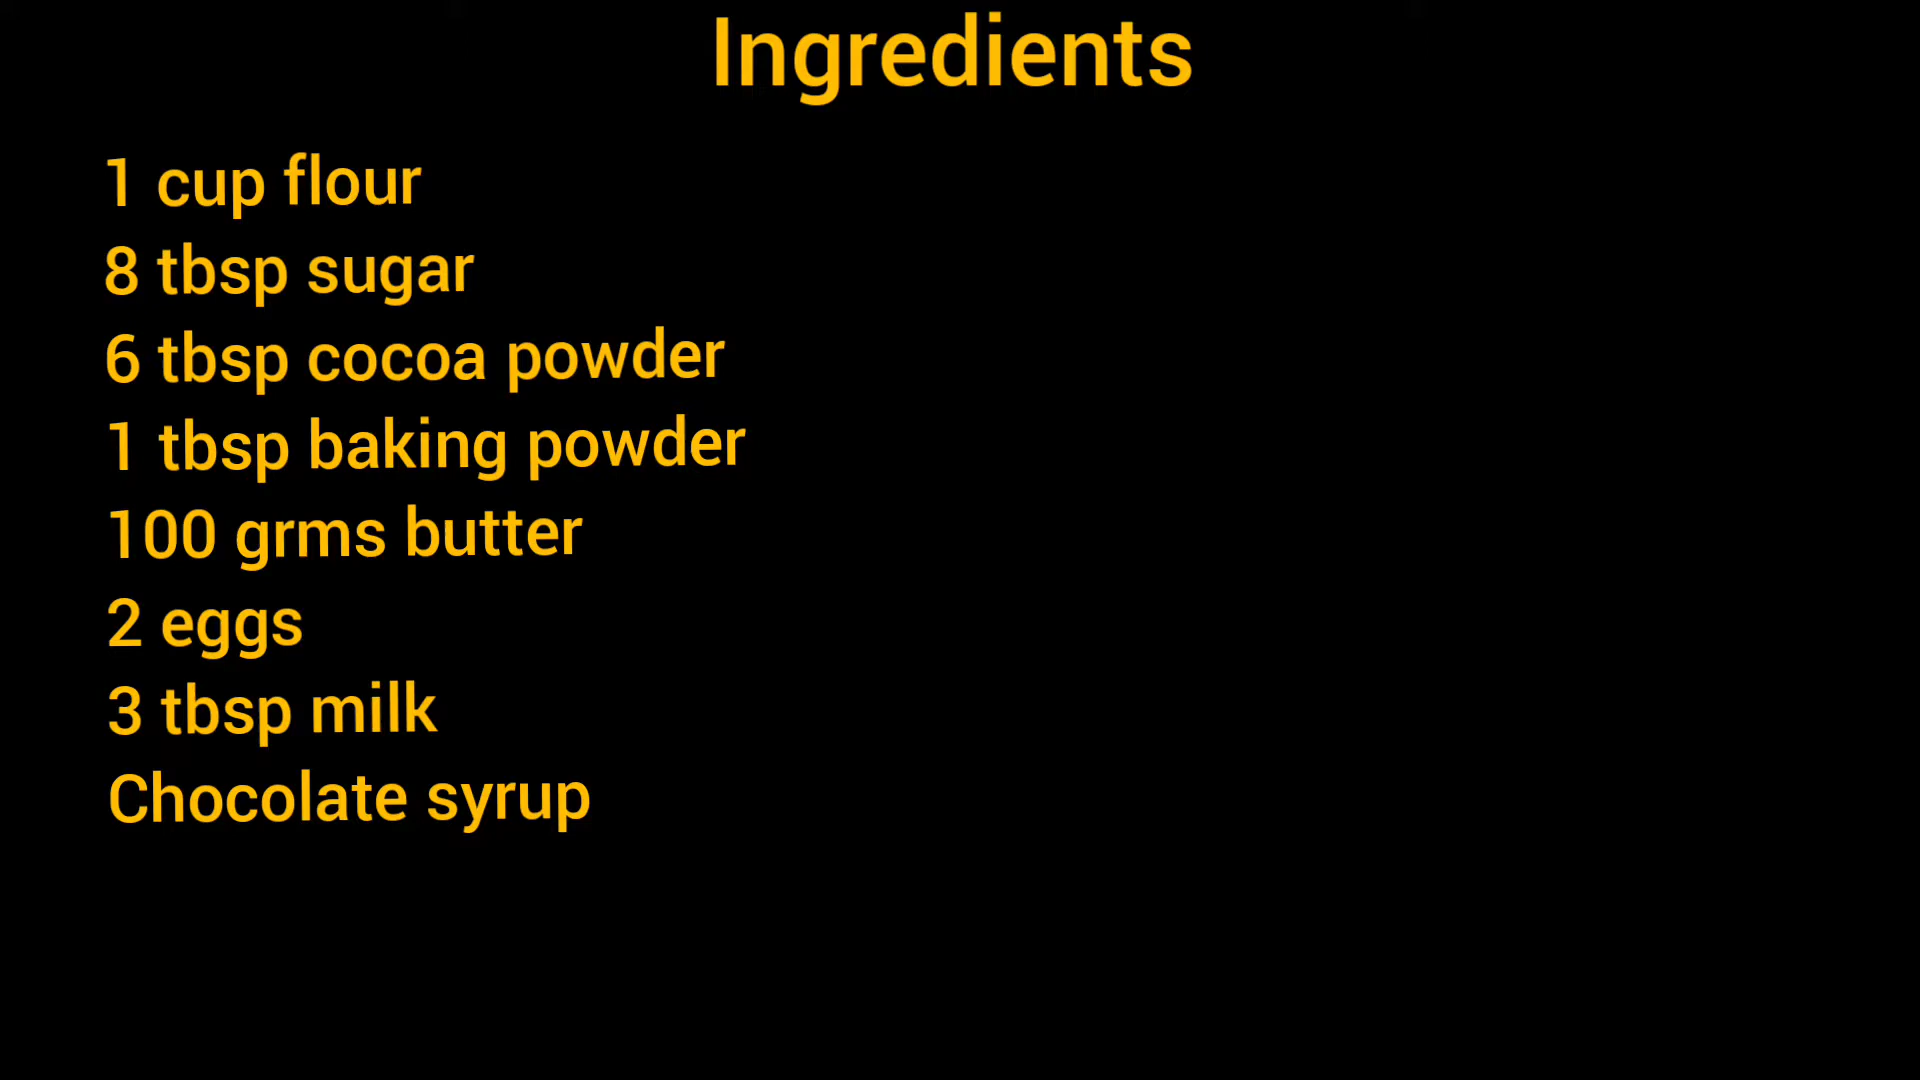 Ingredients
1 cup flour
8 tbsp sugar
6 tbsp cocoa powder
1 tbsp baking powder
100 grms butter
2 eggs
3 tbsp milk
Chocolate syrup